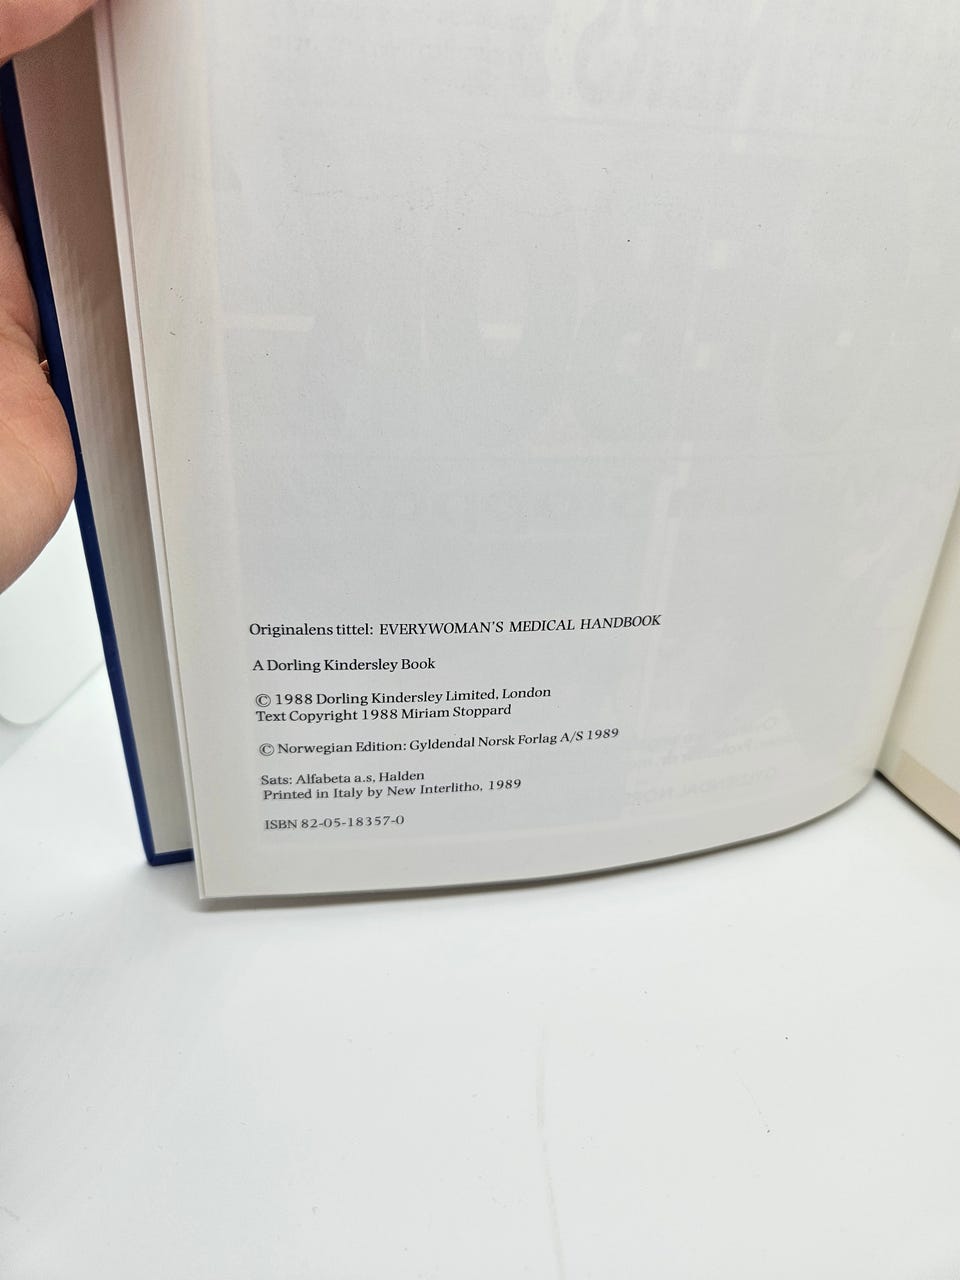 Originalens tittel: EVERYWOMAN'S MEDICAL HANDBOOK
A Dorling Kindersley Book
© 1988 Dorling Kindersley Limited, London
Text Copyright 1988 Miriam Stoppard
© Norwegian Edition: Gyldendal Norsk Forlag A/S 1989
Sats: Alfabeta a.s, Halden
Printed in Italy by New Interlitho, 1989
ISBN 82-05-18357-0